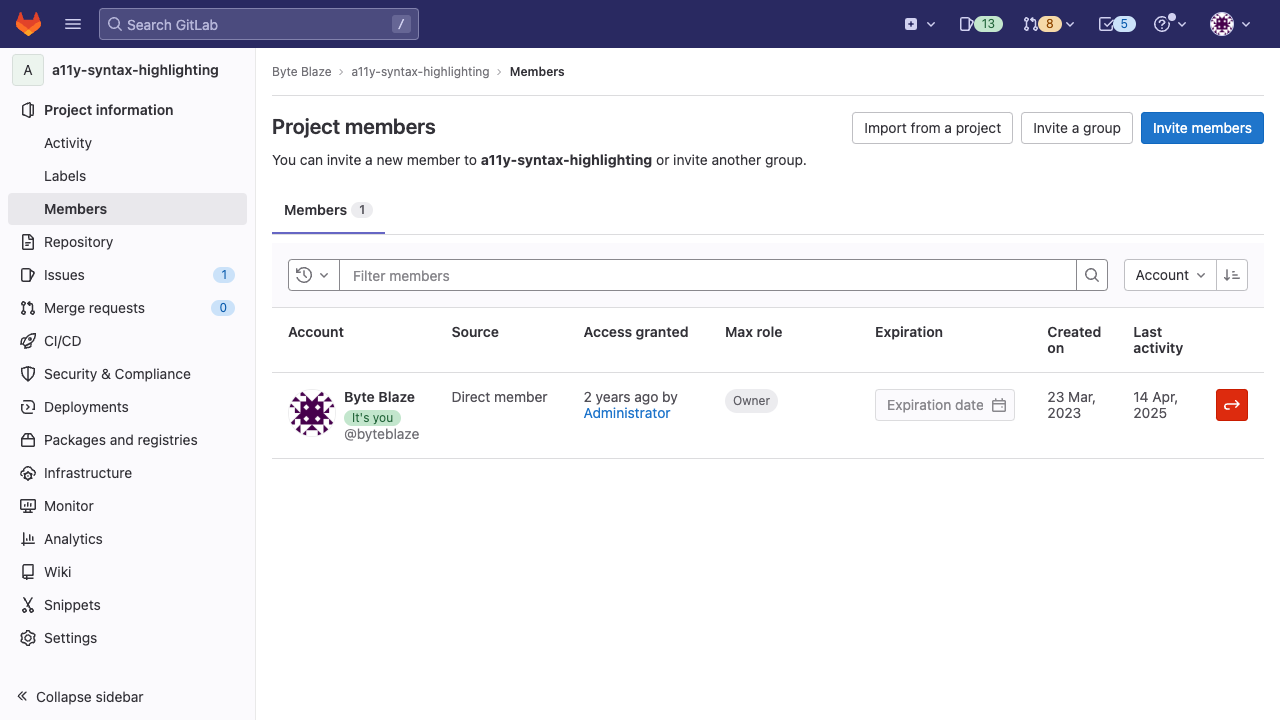 Search GitLab
/
13
8
5
A
a11y-syntax-highlighting
Project information
Activity
Labels
Members
Repository
Issues
1
Merge requests
0
CI/CD
Security & Compliance
Deployments
Packages and registries
Infrastructure
Monitor
Analytics
Wiki
Snippets
Settings
Collapse sidebar
Byte Blaze
a11y-syntax-highlighting
Members
Project members
Import from a project
Invite a group
Invite members
You can invite a new member to a11y-syntax-highlighting or invite another group.
Members 1
Filter members
Account
Account
Source
Access granted
Max role
Expiration
Created
on
Last
activity
Byte Blaze
It's you
@byteblaze
Direct member
2 years ago by
Administrator
Owner
Expiration date
23 Mar,
2023
14 Apr,
2025